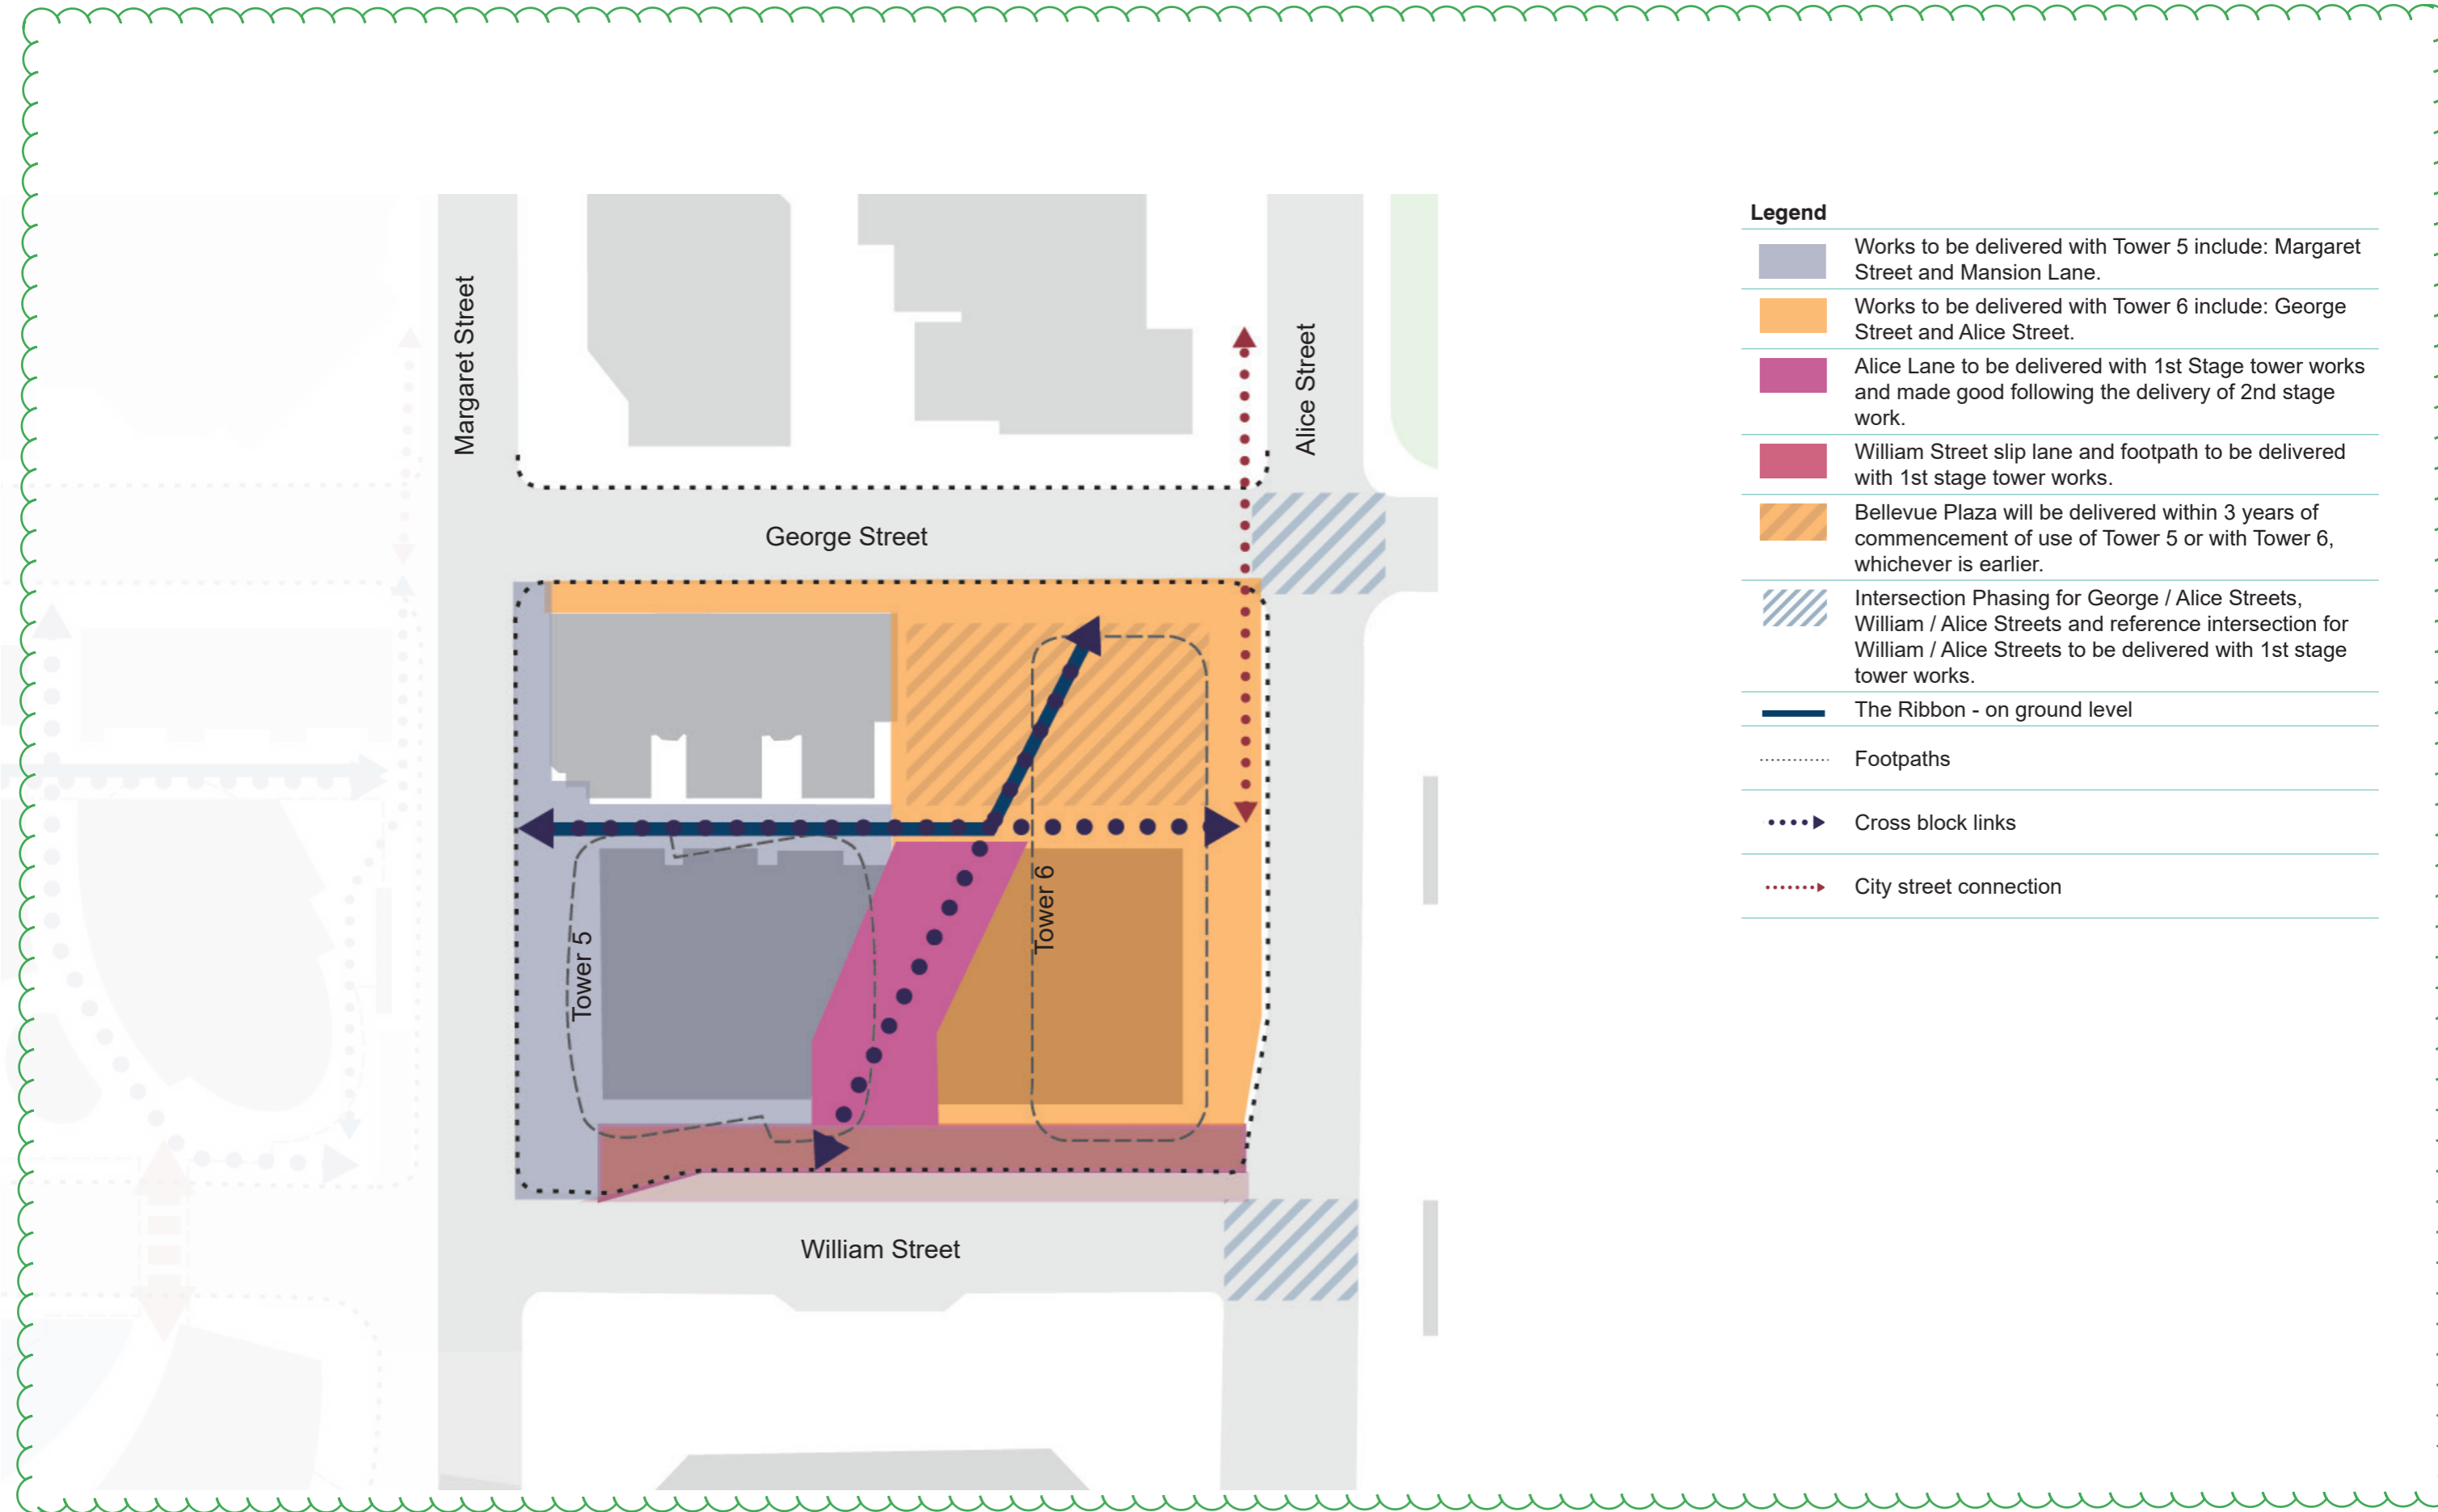 Margaret Street
Alice Street
George Street
Tower 5
Tower 6
William Street
Legend
Works to be delivered with Tower 5 include: Margaret
Street and Mansion Lane.
Works to be delivered with Tower 6 include: George
Street and Alice Street.
Alice Lane to be delivered with 1st Stage tower works
and made good following the delivery of 2nd stage
work.
William Street slip lane and footpath to be delivered
with 1st stage tower works.
Bellevue Plaza will be delivered within 3 years of
commencement of use of Tower 5 or with Tower 6,
whichever is earlier.
Intersection Phasing for George / Alice Streets,
William / Alice Streets and reference intersection for
William / Alice Streets to be delivered with 1st stage
tower works.
The Ribbon - on ground level
Footpaths
Cross block links
City street connection